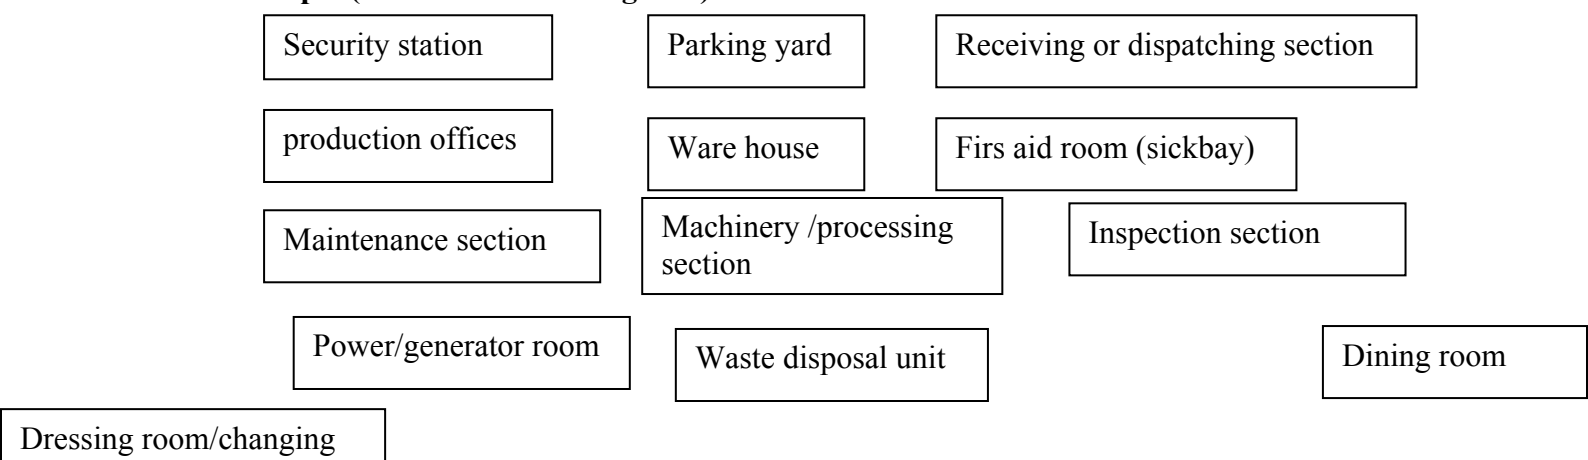 Security station
Parking yard
Receiving or dispatching section
production offices
Ware house
Firs aid room (sickbay)
Maintenance section
Machinery /processing
section
Inspection section
Power/generator room
Waste disposal unit
Dining room
Dressing room/changing